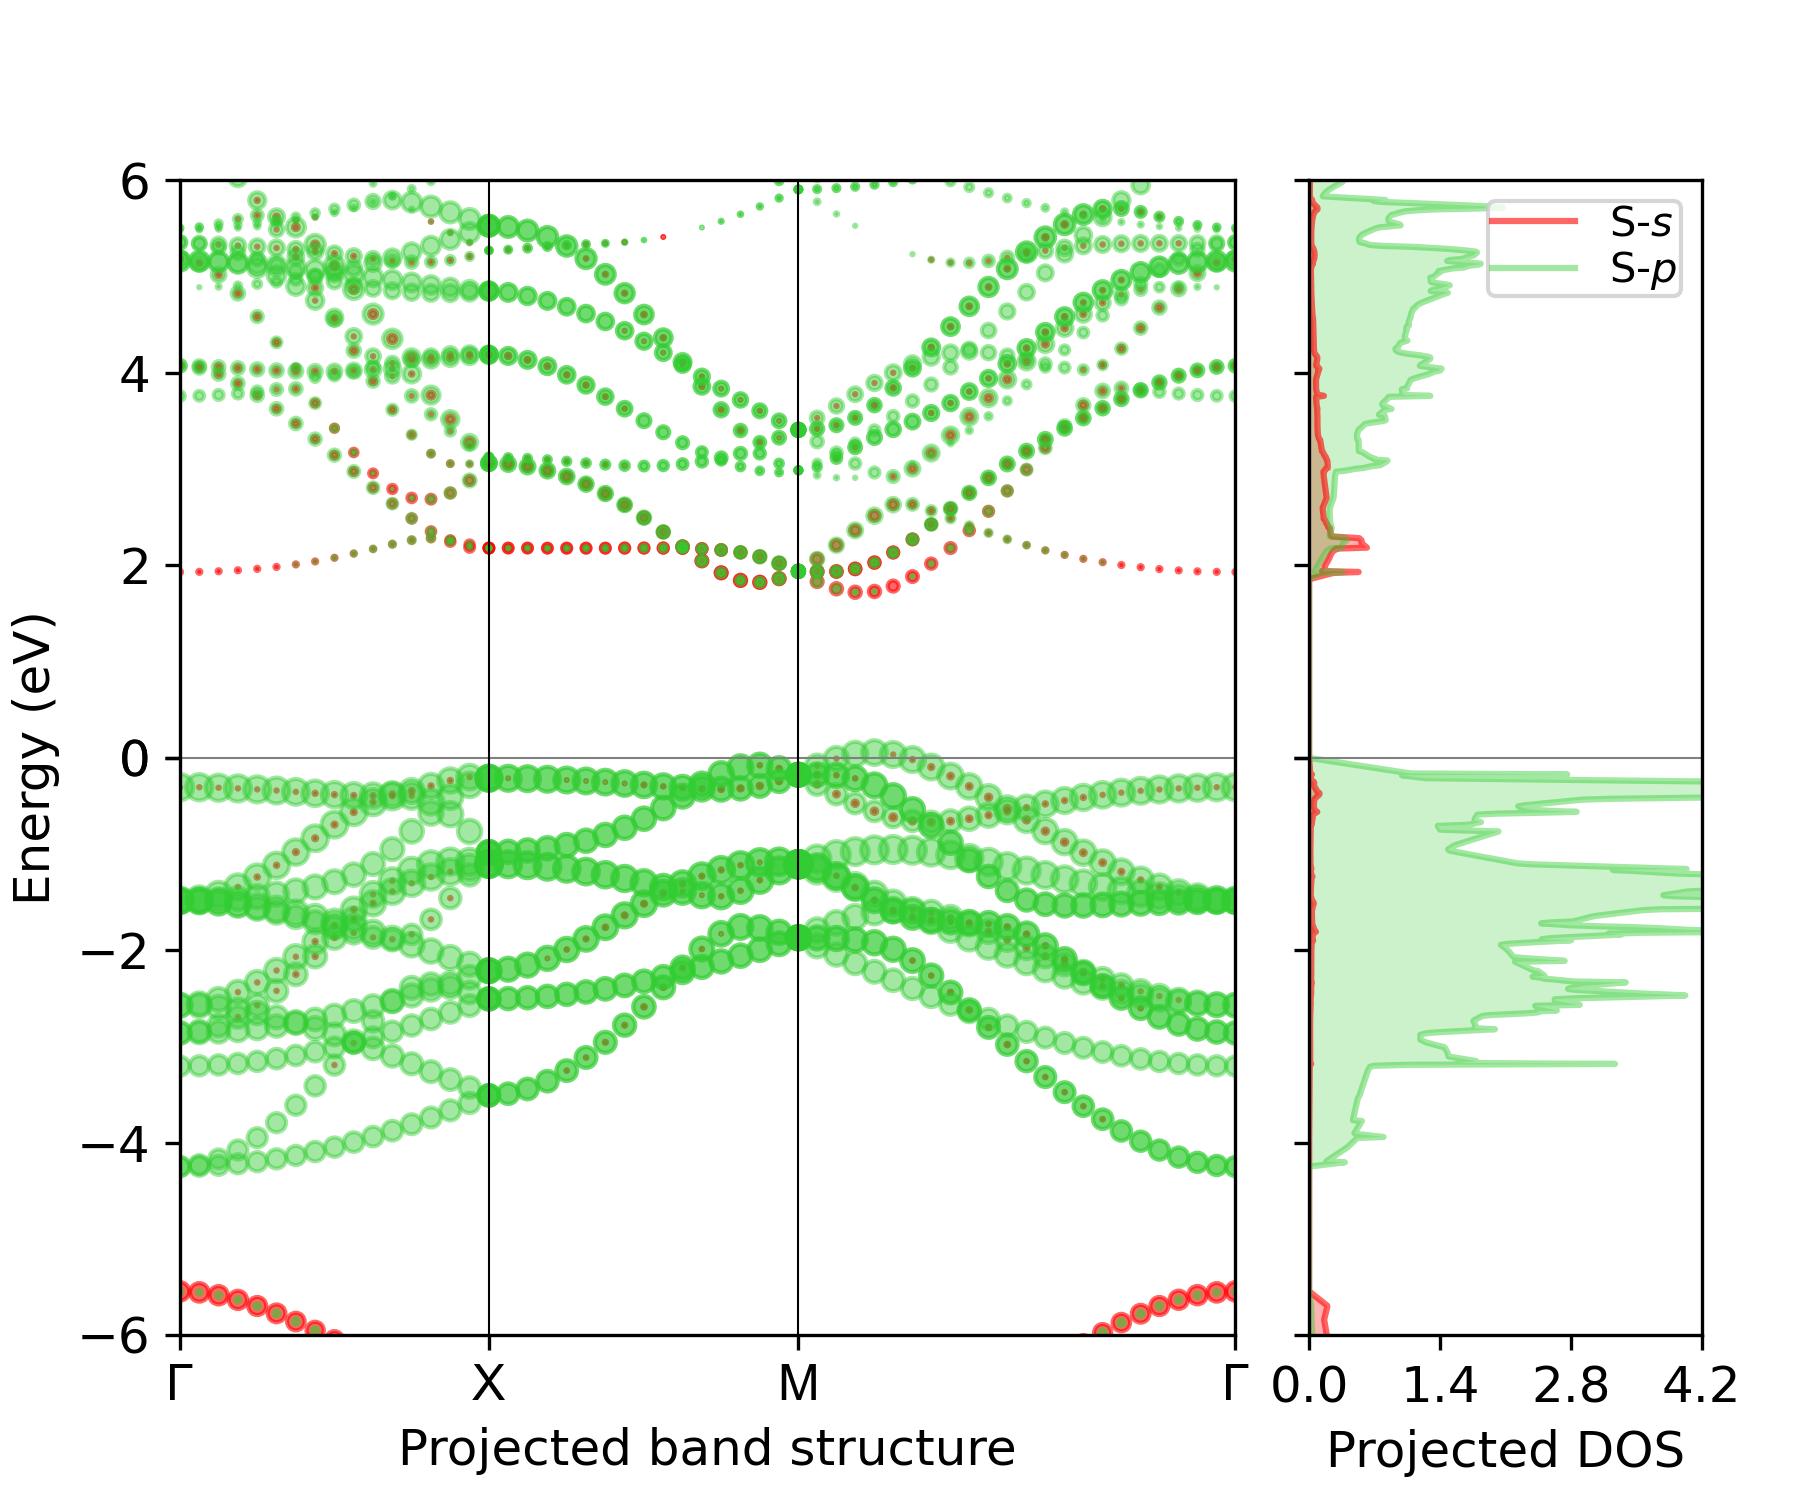 6
4
2
0
−2
−4
−6
Energy (eV)
Γ
X
M
Γ
Projected band structure
S-s
S-p
0.0
1.4
2.8
4.2
Projected DOS